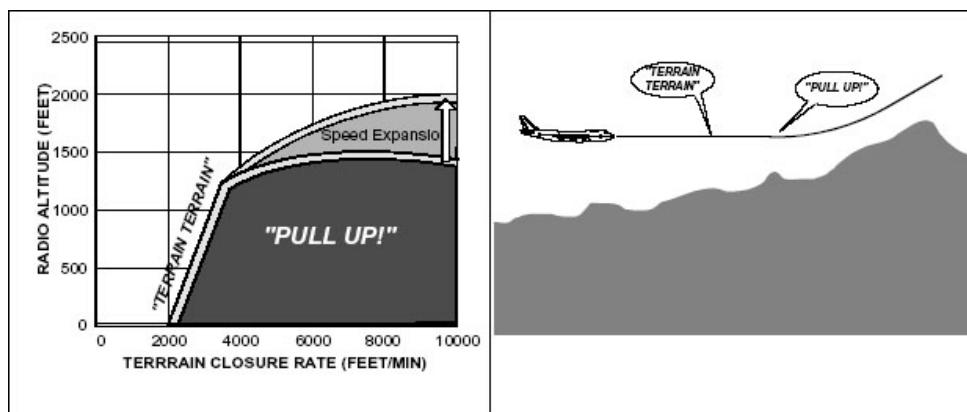 2500
2000
1500
1000
500
0
RADIO ALTITUDE (FEET)
"TERRAIN TERRAIN"
Speed Expansio
"PULL UP!"
0 2000 4000 6000 8000 10000
TERRRAIN CLOSURE RATE (FEET/MIN)
"TERRAIN
TERRAIN"
"PULL UP!"